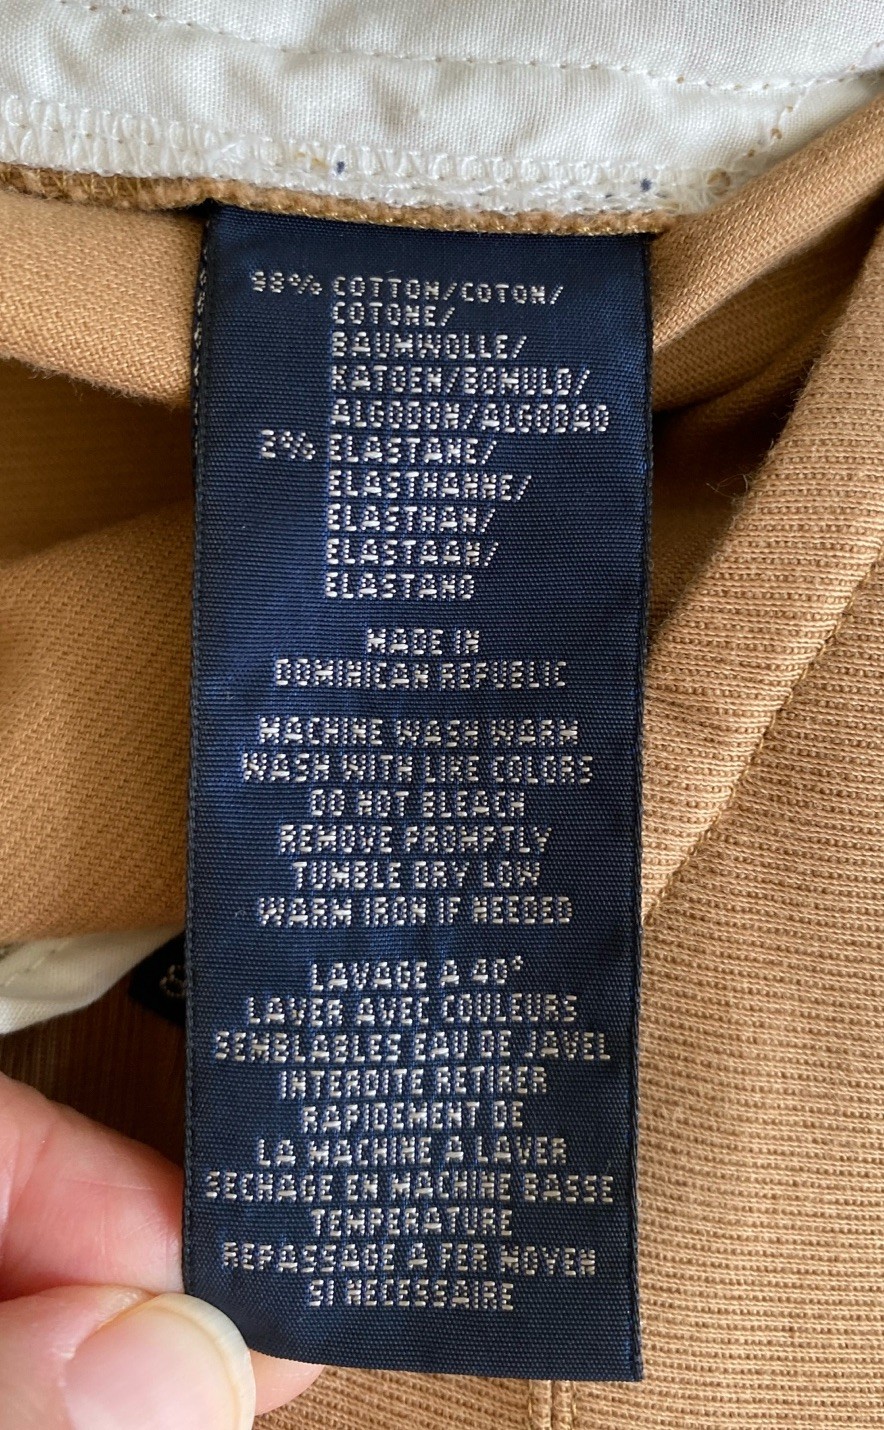 98% COTTON/COTON/
COTONE/
BAUMWOLLE/
KATOEN/BOMULD/
ALGODON/ALGODAO
2% ELASTANE/
ELASTHANNE/
ELASTHAN/
ELASTAAN/
ELASTANO
MADE IN
DOMINICAN REPUBLIC
MACHINE WASH WARM
WASH WITH LIKE COLORS
DO NOT BLEACH
REMOVE PROMPTLY
TUMBLE DRY LOW
WARM IRON IF NEEDED
LAVAGE A 40°
LAVER AVEC COULEURS
SEMBLABLES EAU DE JAVEL
INTERDITE RETIRER
RAPIDEMENT DE
LA MACHINE A LAVER
SECHAGE EN MACHINE BASSE
TEMPERATURE
REPASSAGE A FER MOYEN
SI NECESSAIRE